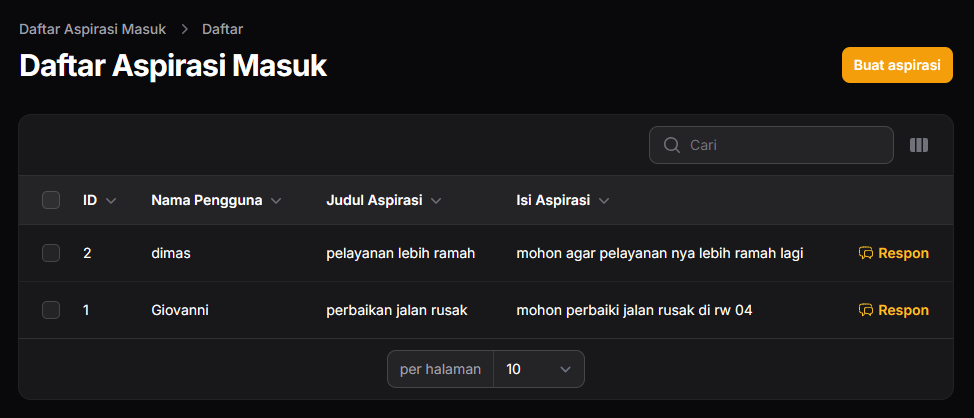 Daftar Aspirasi Masuk > Daftar
Daftar Aspirasi Masuk
Buat aspirasi
Cari
ID Nama Pengguna Judul Aspirasi Isi Aspirasi
2 dimas pelayanan lebih ramah mohon agar pelayanan nya lebih ramah lagi Respon
1 Giovanni perbaikan jalan rusak mohon perbaiki jalan rusak di rw 04 Respon
per halaman 10